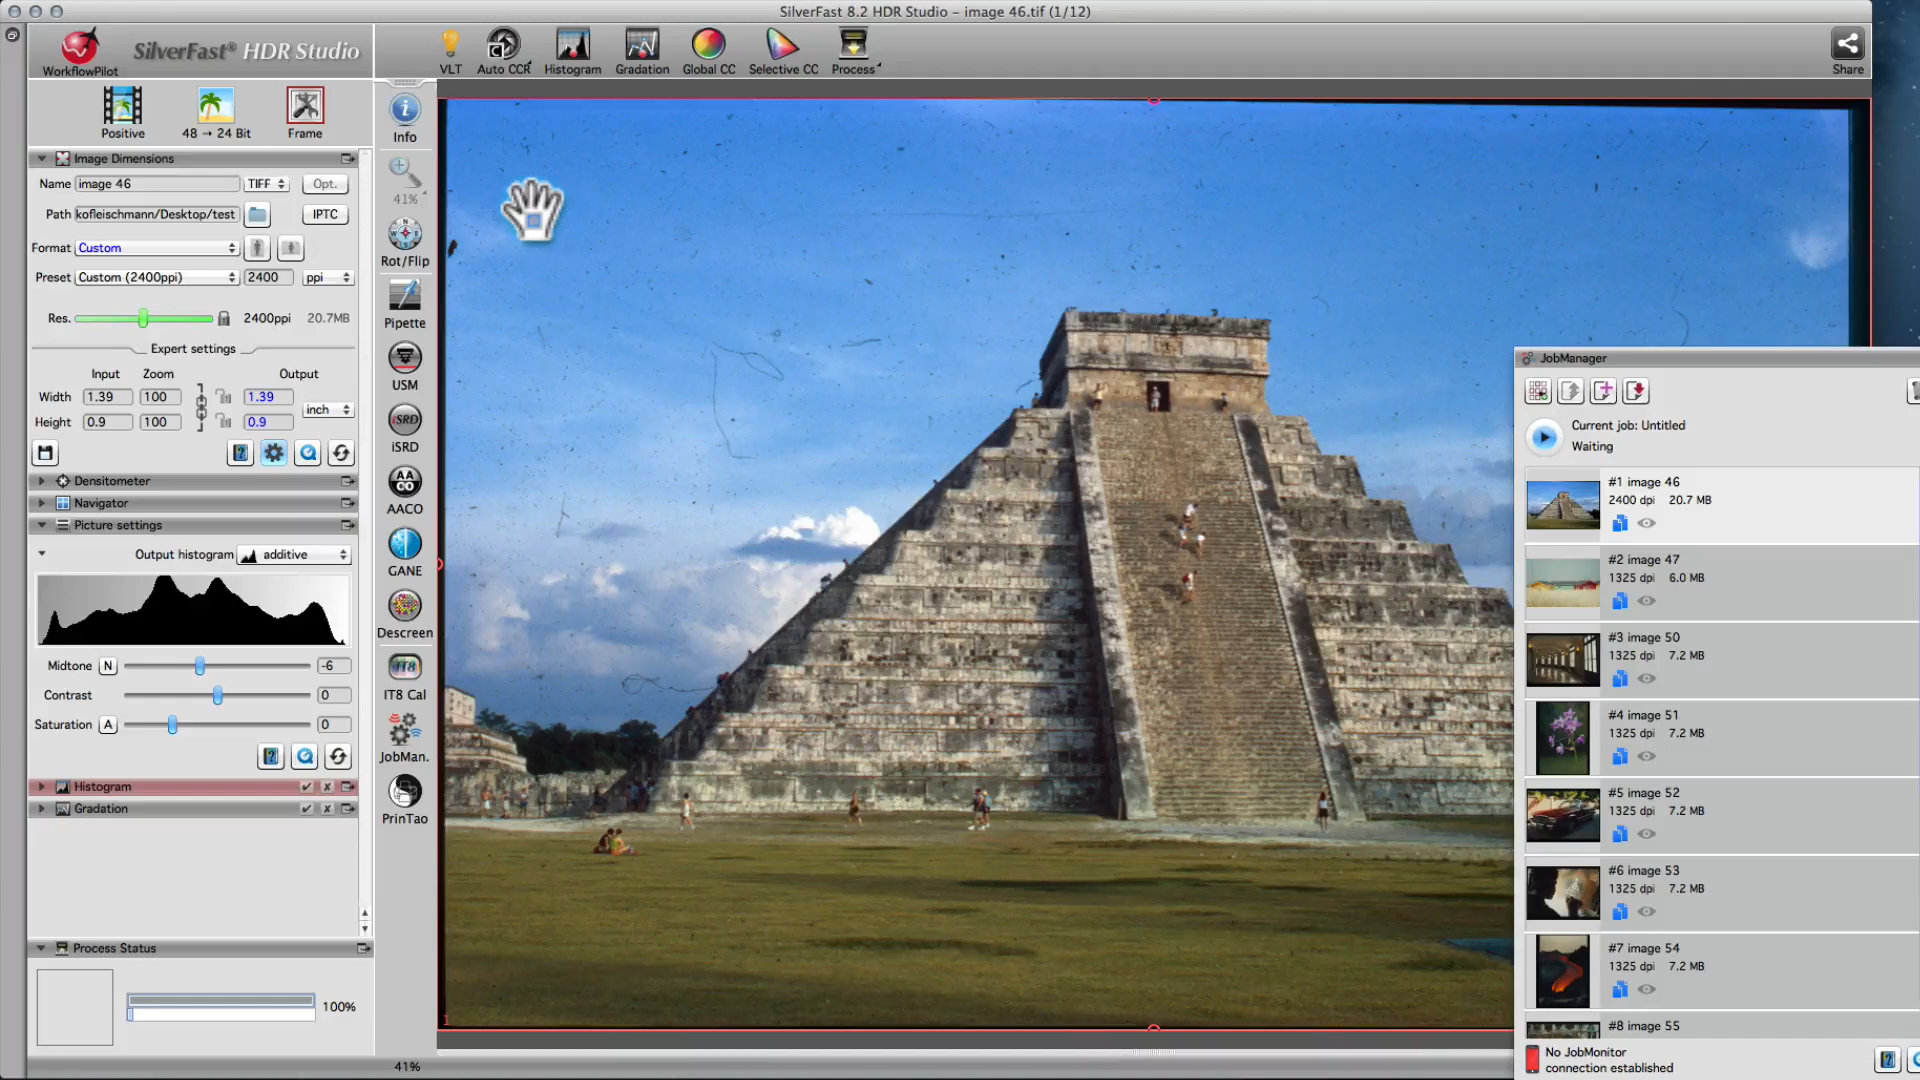 SilverFast 8.2 HDR Studio – image 46.tif (1/12)
WorkflowPilot
SilverFast® HDR Studio
VLT
Auto CCR
Histogram
Gradation
Global CC
Selective CC
Process
Share
Positive
48 → 24 Bit
Frame
Image Dimensions
Name image 46 TIFF Opt.
Path kofleischmann/Desktop/test IPTC
Format Custom
Preset Custom (2400ppi) 2400 ppi
Res. 2400ppi 20.7MB
Expert settings
Input Zoom Output
Width 1.39 100 1.39
inch
Height 0.9 100 0.9
Densitometer
Navigator
Picture settings
Output histogram additive
Midtone N -6
Contrast 0
Saturation A 0
Histogram
Gradation
Process Status
100%
Info
41%
Rot/Flip
Pipette
USM
iSRD
iSRD
AACO
AACO
GANE
Descreen
IT8
IT8 Cal
JobMan.
PrinTao
1
41%
JobManager
Current job: Untitled
Waiting
#1 image 46
2400 dpi 20.7 MB
#2 image 47
1325 dpi 6.0 MB
#3 image 50
1325 dpi 7.2 MB
#4 image 51
1325 dpi 7.2 MB
#5 image 52
1325 dpi 7.2 MB
#6 image 53
1325 dpi 7.2 MB
#7 image 54
1325 dpi 7.2 MB
#8 image 55
No JobMonitor
connection established